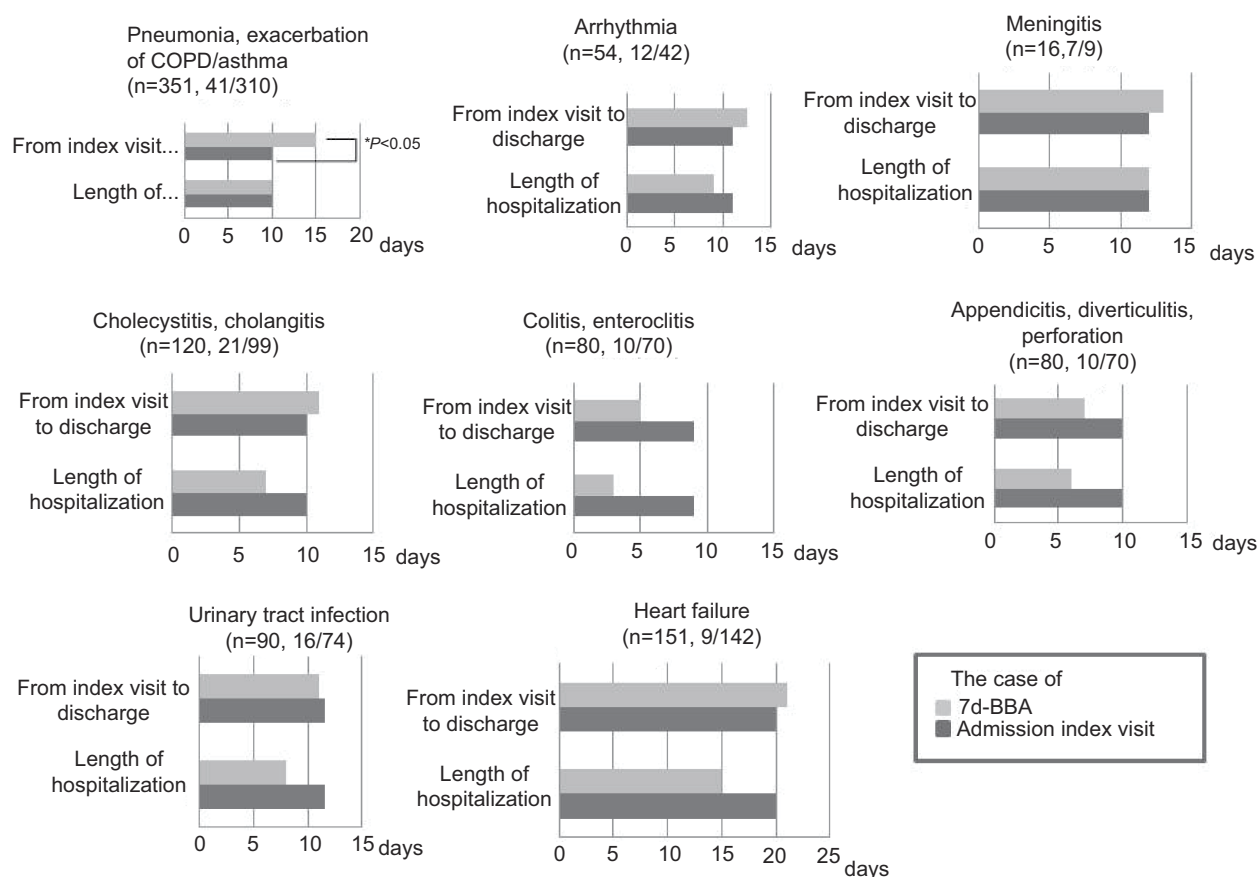 Pneumonia, exacerbation
of COPD/asthma
(n=351, 41/310)
From index visit...
Length of...
*P<0.05
0 5 10 15 20
days
Arrhythmia
(n=54, 12/42)
From index visit to
discharge
Length of
hospitalization
0 5 10 15
days
Meningitis
(n=16,7/9)
From index visit to
discharge
Length of
hospitalization
0 5 10 15
days
Cholecystitis, cholangitis
(n=120, 21/99)
From index visit
to discharge
Length of
hospitalization
0 5 10 15
days
Colitis, enteroclitis
(n=80, 10/70)
From index visit
to discharge
Length of
hospitalization
0 5 10 15
days
Appendicitis, diverticulitis,
perforation
(n=80, 10/70)
From index visit to
discharge
Length of
hospitalization
0 5 10 15
days
Urinary tract infection
(n=90, 16/74)
From index visit to
discharge
Length of
hospitalization
0 5 10 15
days
Heart failure
(n=151, 9/142)
From index visit
to discharge
Length of
hospitalization
0 5 10 15 20 25
days
The case of
7d-BBA
Admission index visit